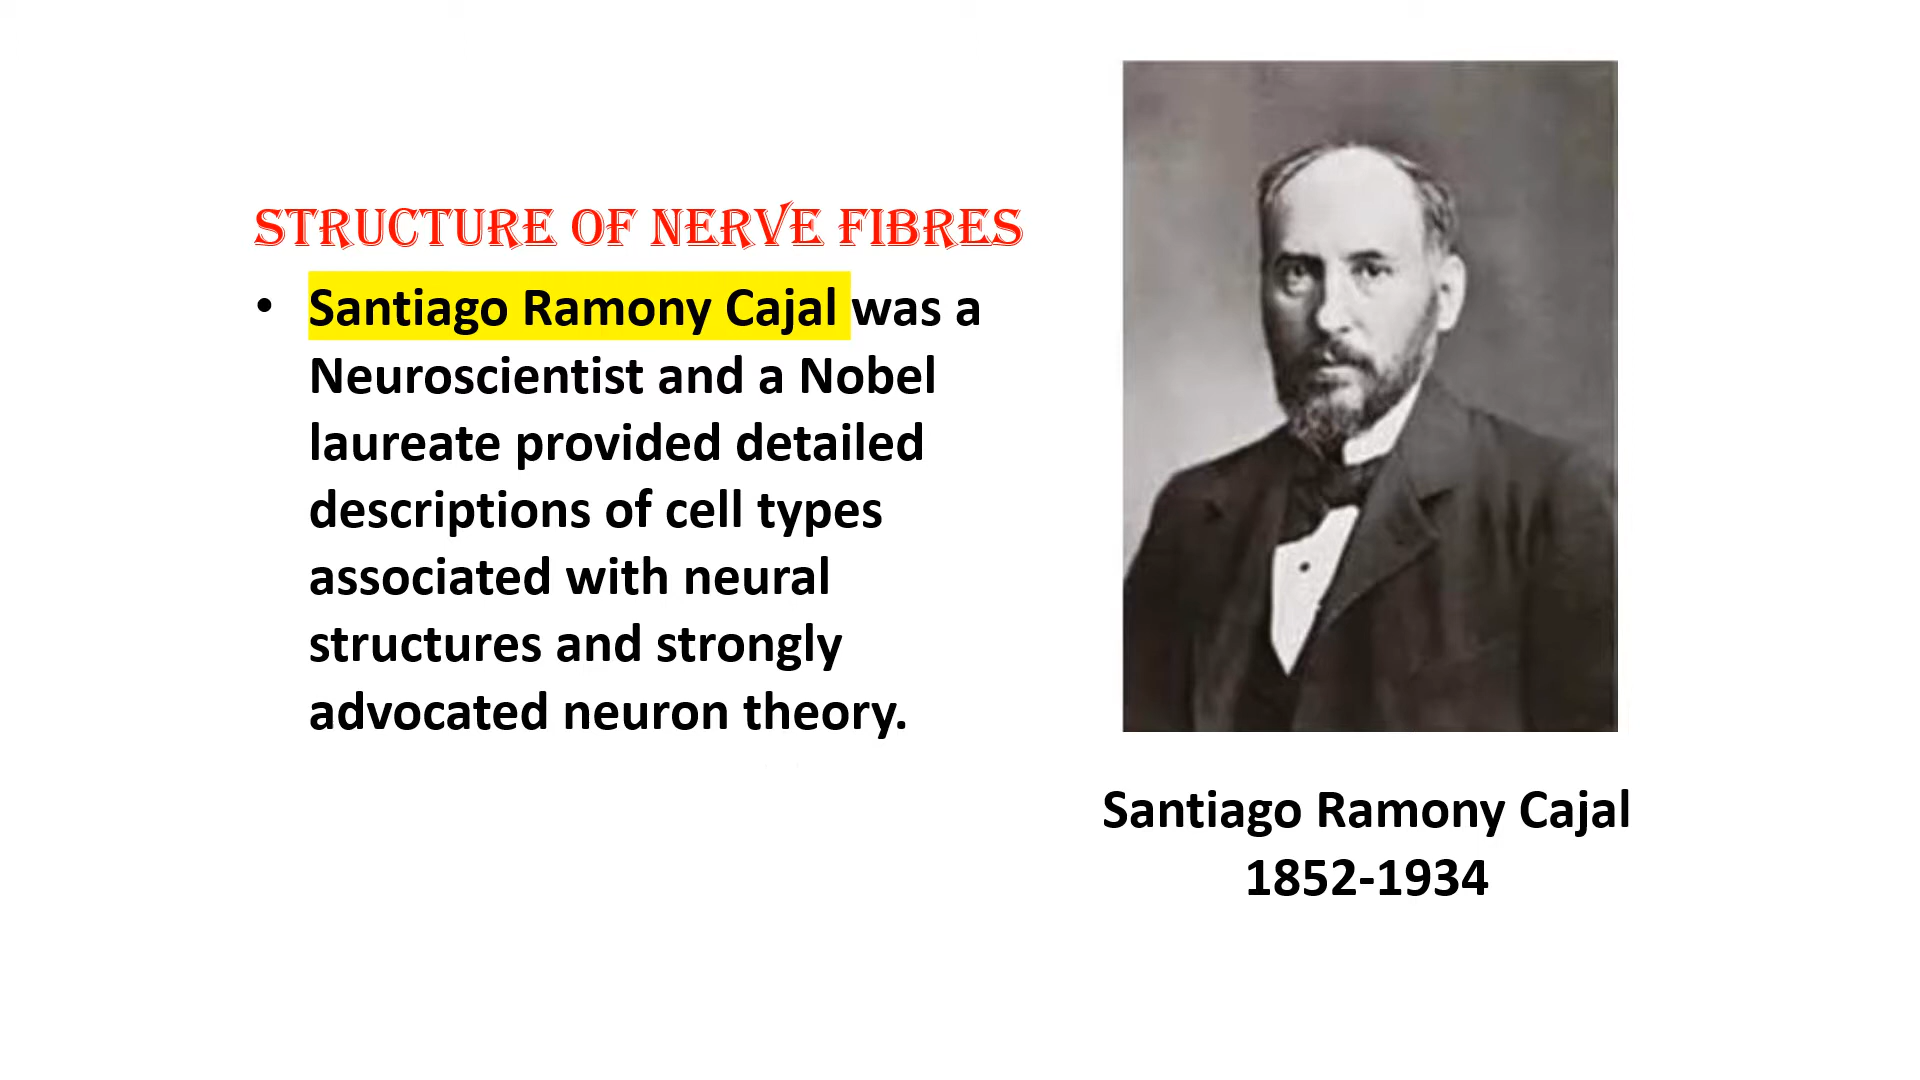 STRUCTURE OF NERVE FIBRES
• Santiago Ramony Cajal was a
Neuroscientist and a Nobel
laureate provided detailed
descriptions of cell types
associated with neural
structures and strongly
advocated neuron theory.
Santiago Ramony Cajal
1852-1934